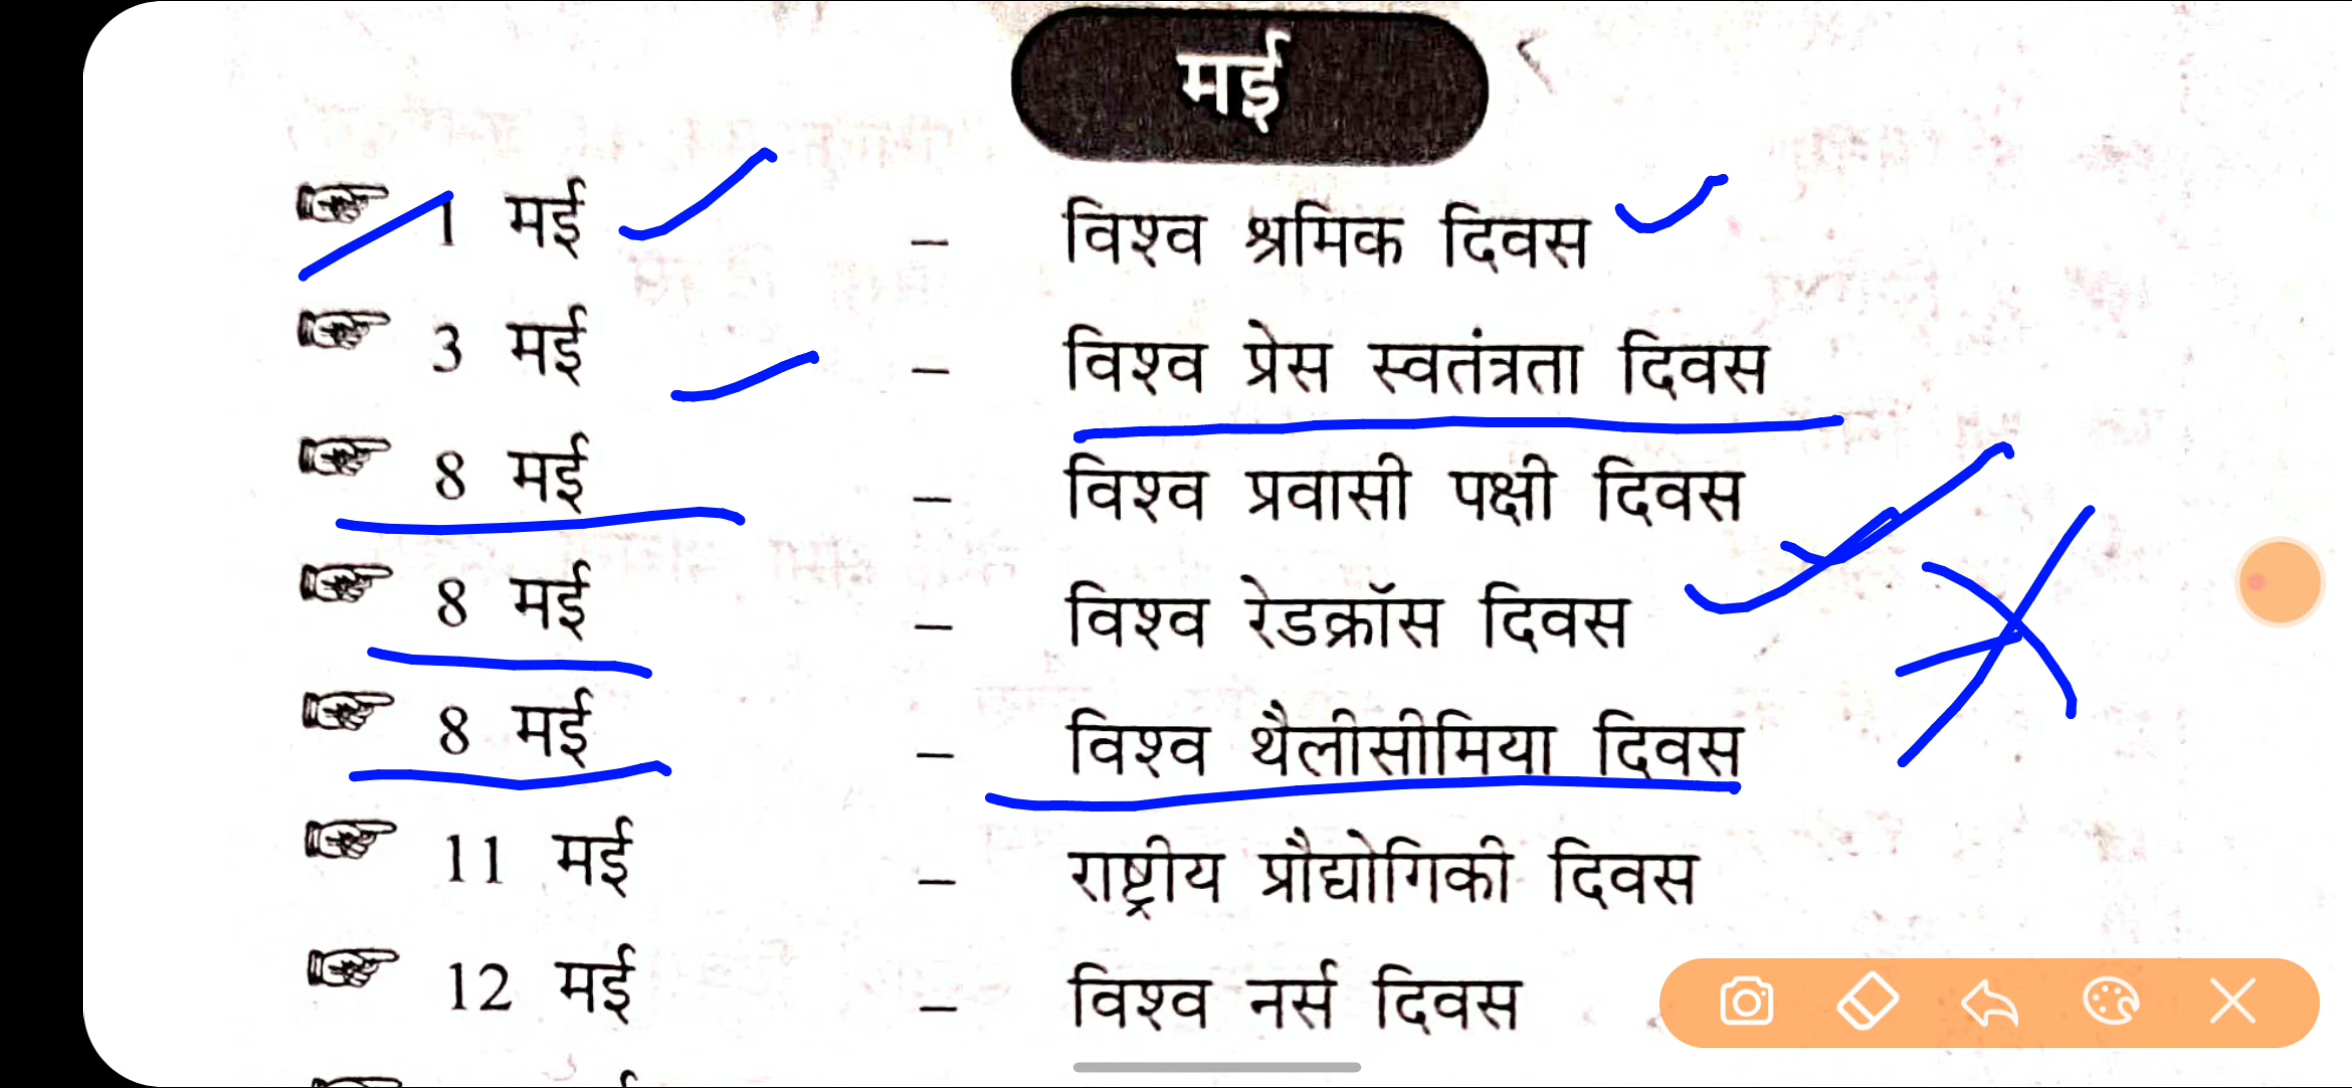 मई
1 मई – विश्व श्रमिक दिवस
3 मई – विश्व प्रेस स्वतंत्रता दिवस
8 मई – विश्व प्रवासी पक्षी दिवस
8 मई – विश्व रेडक्रॉस दिवस
8 मई – विश्व थैलीसीमिया दिवस
11 मई – राष्ट्रीय प्रौद्योगिकी दिवस
12 मई – विश्व नर्स दिवस